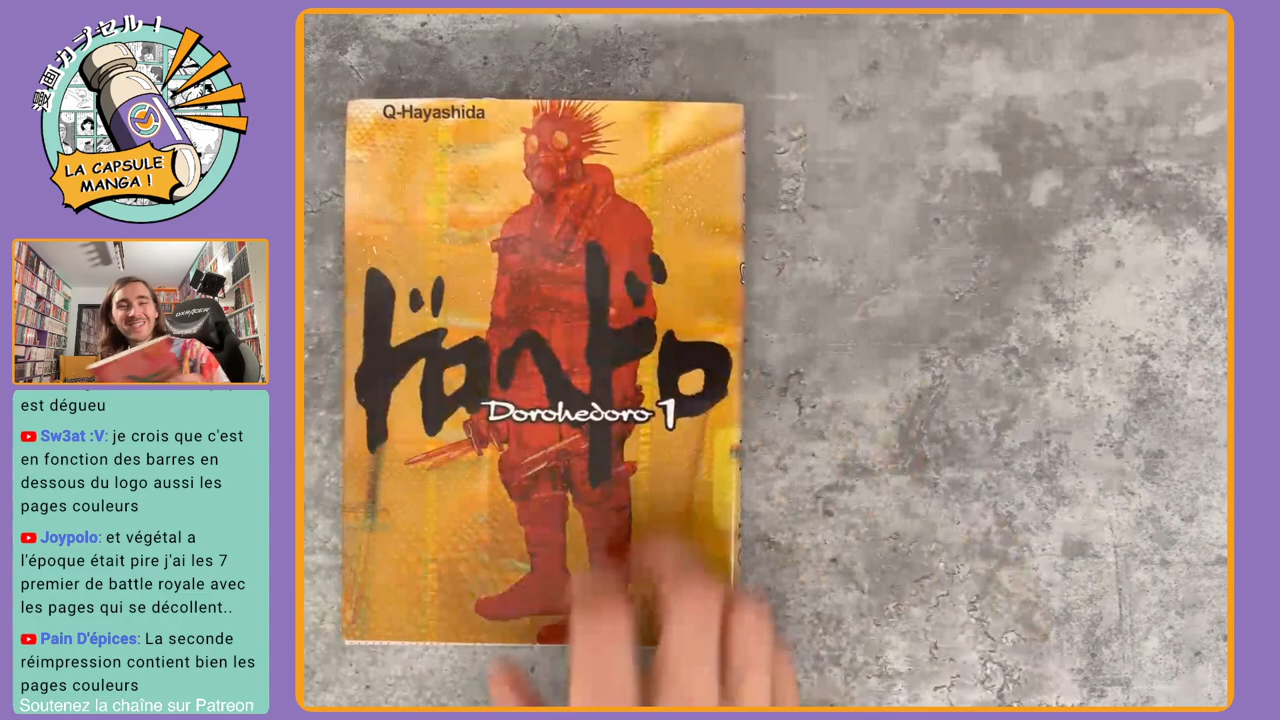 漫画カプセル!
LA CAPSULE
MANGA !
est dégueu
Sw3at :V: je crois que c'est
en fonction des barres en
dessous du logo aussi les
pages couleurs
Joypolo: et végétal a
l'époque était pire j'ai les 7
premier de battle royale avec
les pages qui se décollent..
Pain D'épices: La seconde
réimpression contient bien les
pages couleurs
Soutenez la chaîne sur Patreon
Q-Hayashida
ドロヘドロ
Dorohedoro 1
DXRACER